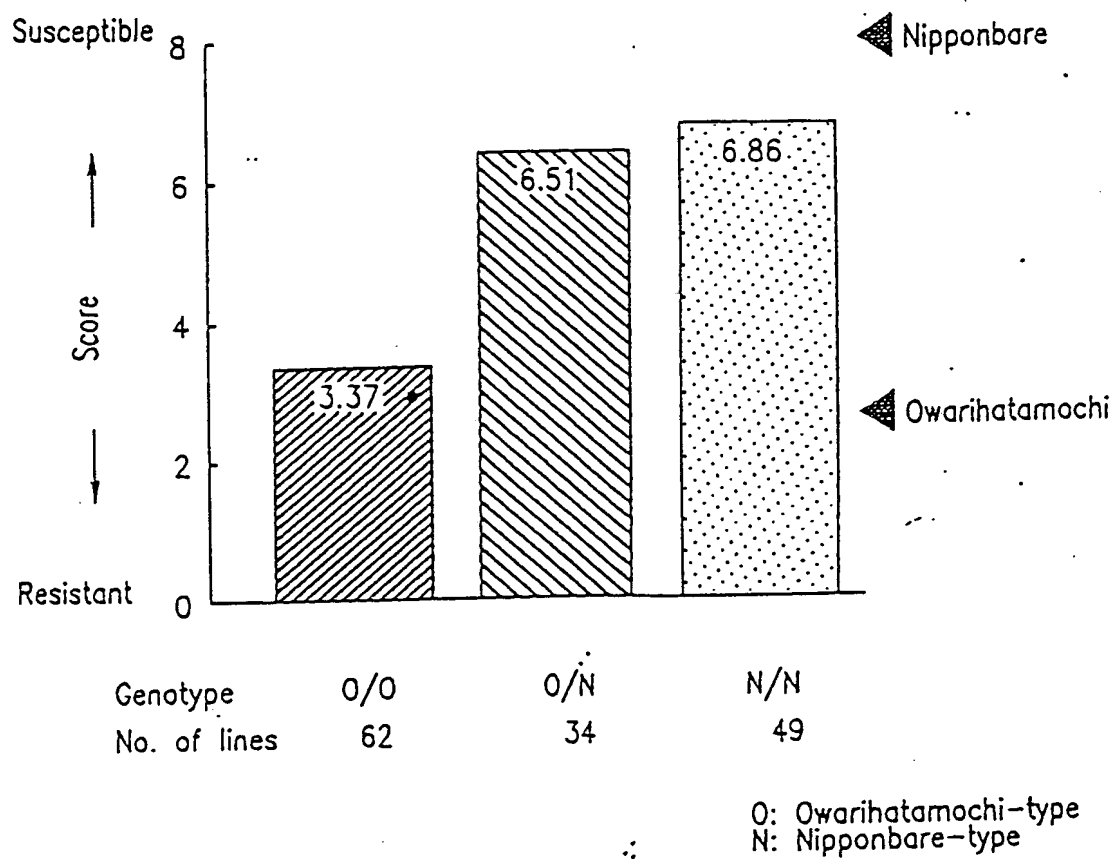 Susceptible
8
Nipponbare
6.86
6.51
6
Score
4
3.37
Owarihatamochi
2
Resistant
0
Genotype O/O O/N N/N
No. of lines 62 34 49
O: Owarihatamochi-type
N: Nipponbare-type